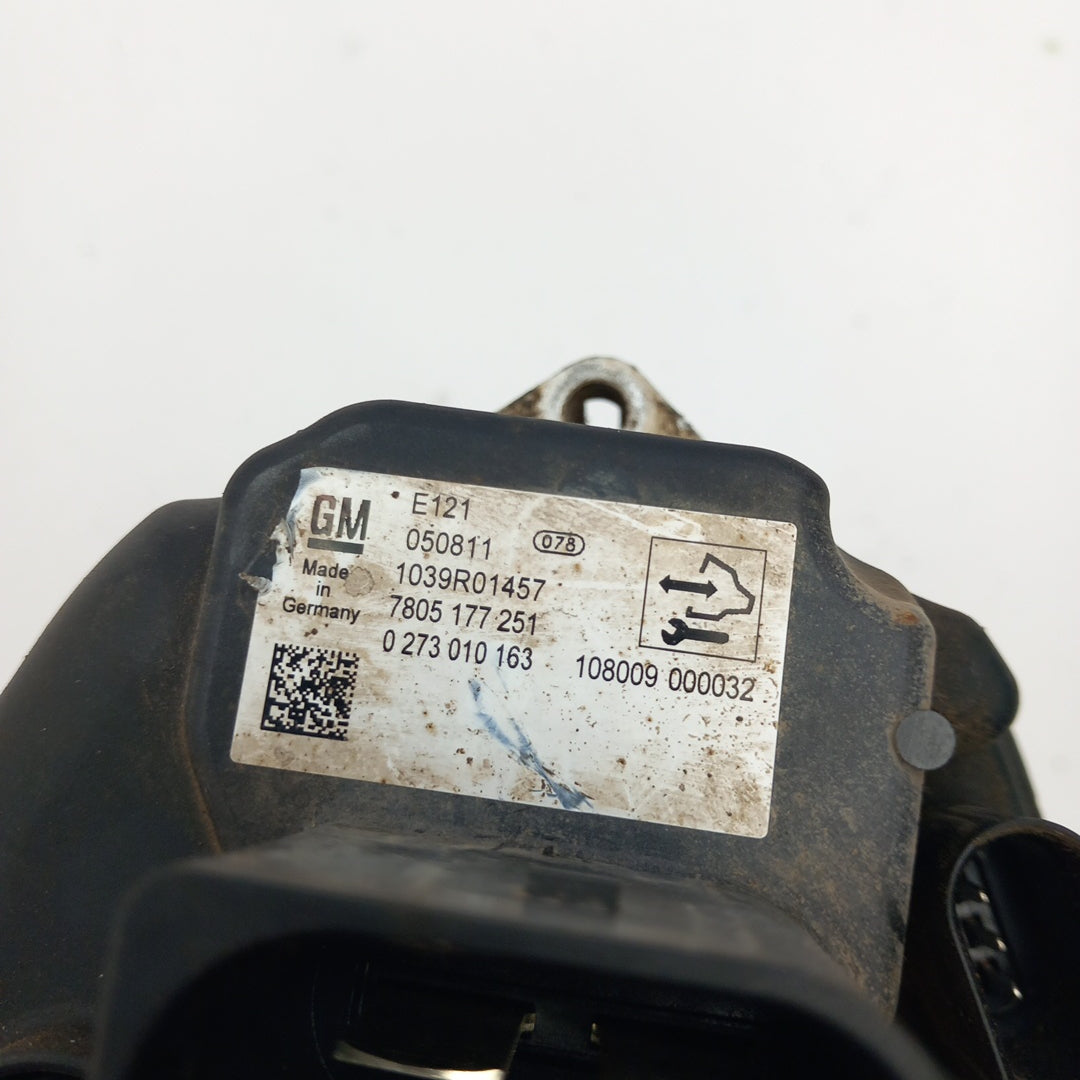 GM
E121
050811 078
Made in Germany
1039R01457
7805 177 251
0 273 010 163
108009 000032